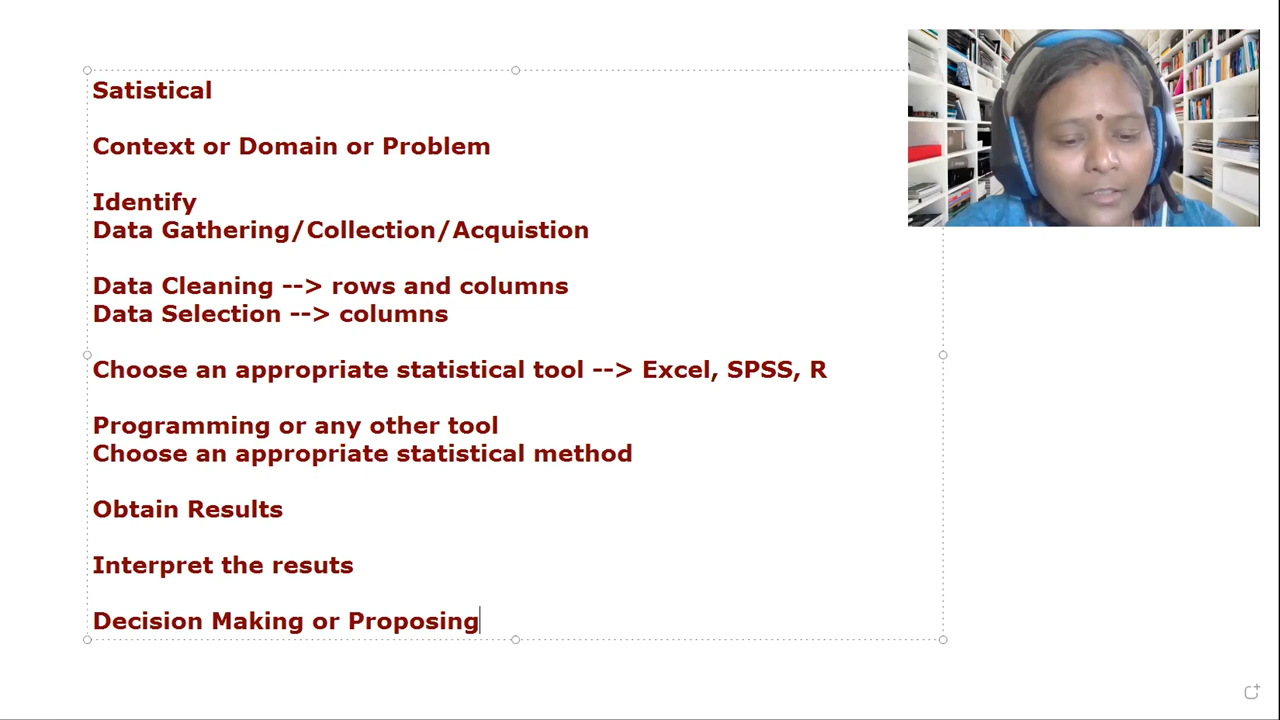 Satistical
Context or Domain or Problem
Identify
Data Gathering/Collection/Acquistion
Data Cleaning --> rows and columns
Data Selection --> columns
Choose an appropriate statistical tool --> Excel, SPSS, R
Programming or any other tool
Choose an appropriate statistical method
Obtain Results
Interpret the resuts
Decision Making or Proposing